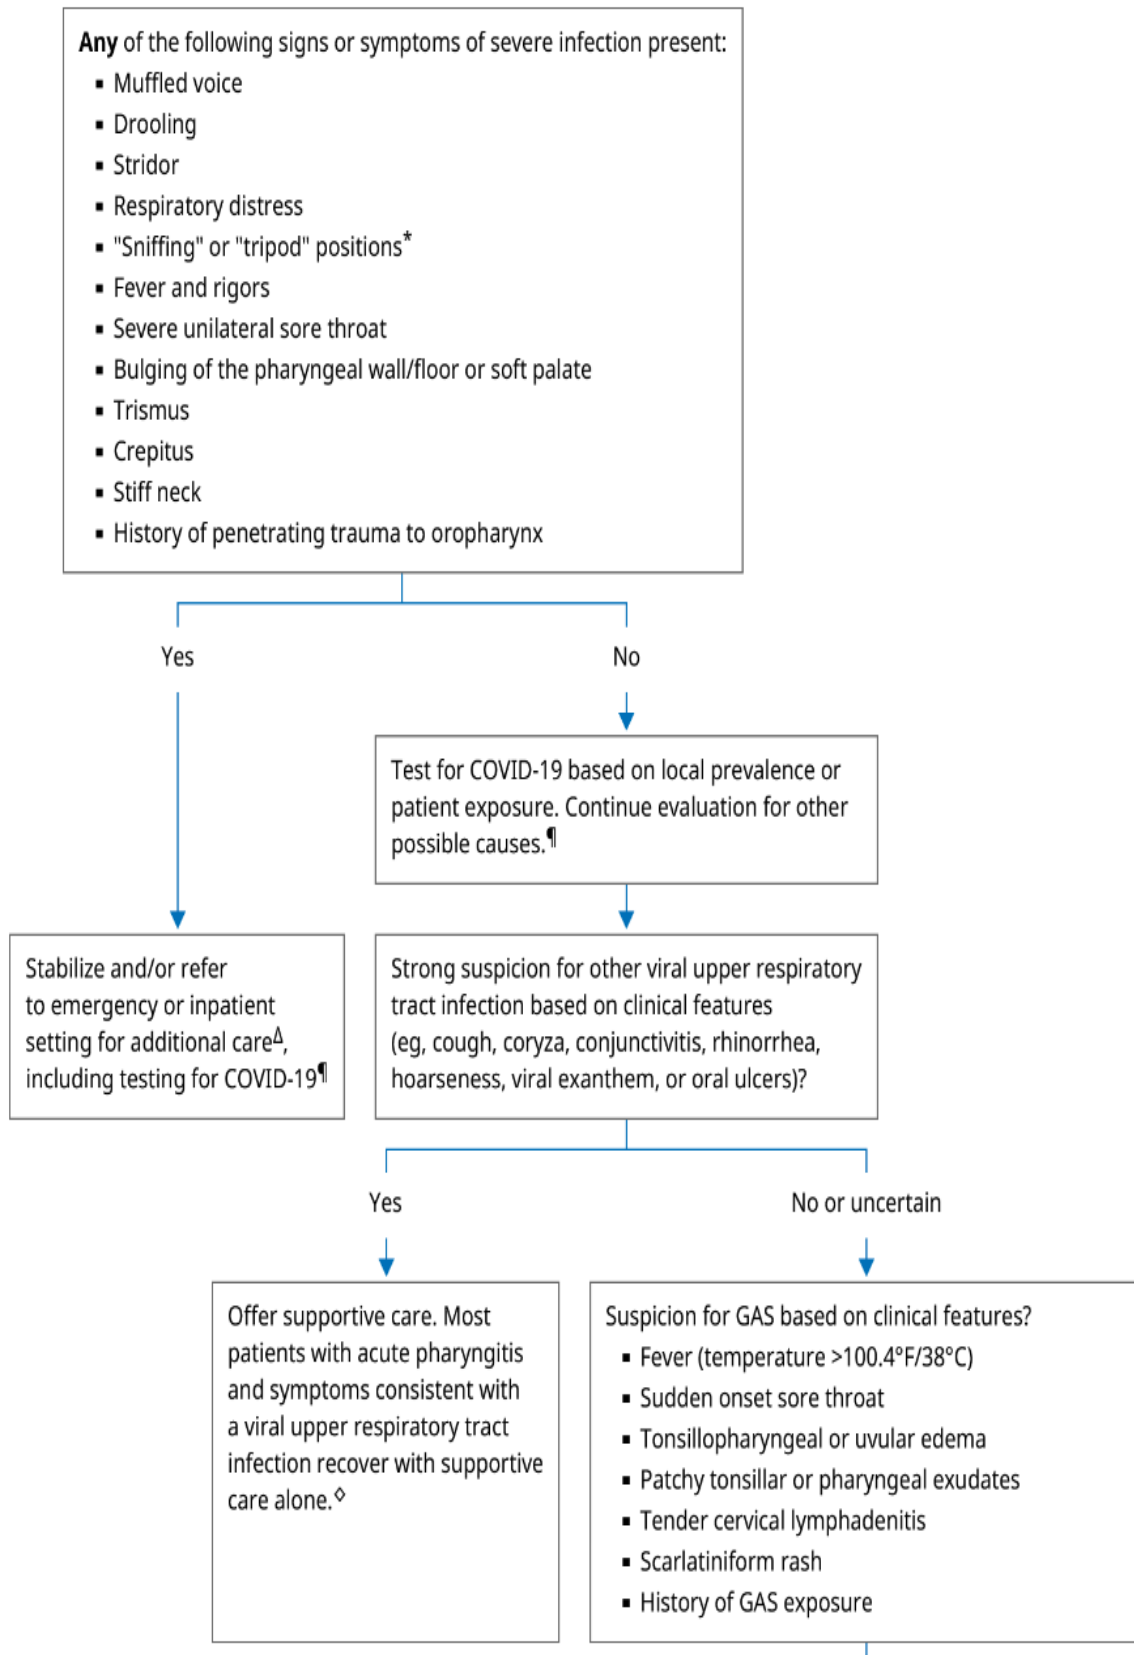 Any of the following signs or symptoms of severe infection present:
▪ Muffled voice
▪ Drooling
▪ Stridor
▪ Respiratory distress
▪ "Sniffing" or "tripod" positions*
▪ Fever and rigors
▪ Severe unilateral sore throat
▪ Bulging of the pharyngeal wall/floor or soft palate
▪ Trismus
▪ Crepitus
▪ Stiff neck
▪ History of penetrating trauma to oropharynx
Yes
No
Test for COVID-19 based on local prevalence or
patient exposure. Continue evaluation for other
possible causes.¶
Stabilize and/or refer
to emergency or inpatient
setting for additional careΔ,
including testing for COVID-19¶
Strong suspicion for other viral upper respiratory
tract infection based on clinical features
(eg, cough, coryza, conjunctivitis, rhinorrhea,
hoarseness, viral exanthem, or oral ulcers)?
Yes
No or uncertain
Offer supportive care. Most
patients with acute pharyngitis
and symptoms consistent with
a viral upper respiratory tract
infection recover with supportive
care alone.◊
Suspicion for GAS based on clinical features?
▪ Fever (temperature >100.4°F/38°C)
▪ Sudden onset sore throat
▪ Tonsillopharyngeal or uvular edema
▪ Patchy tonsillar or pharyngeal exudates
▪ Tender cervical lymphadenitis
▪ Scarlatiniform rash
▪ History of GAS exposure